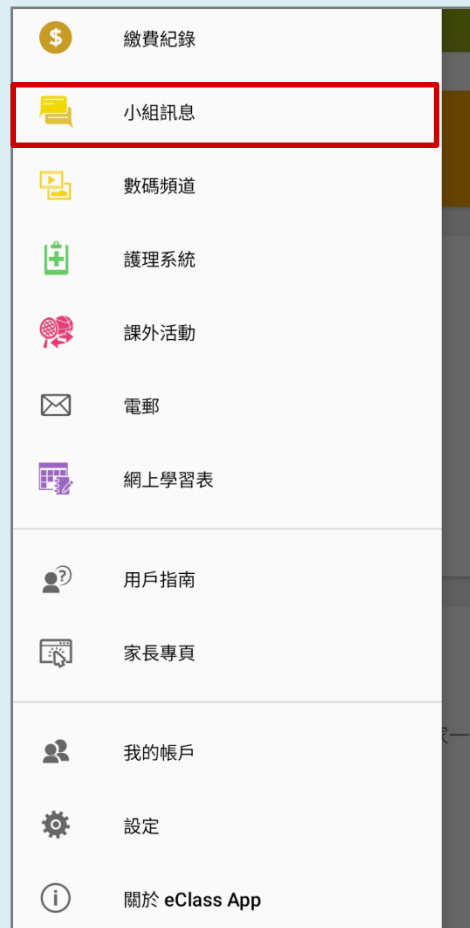 繳費紀錄
小組訊息
數碼頻道
護理系統
課外活動
電郵
網上學習表
用戶指南
家長專頁
我的帳戶
設定
關於 eClass App